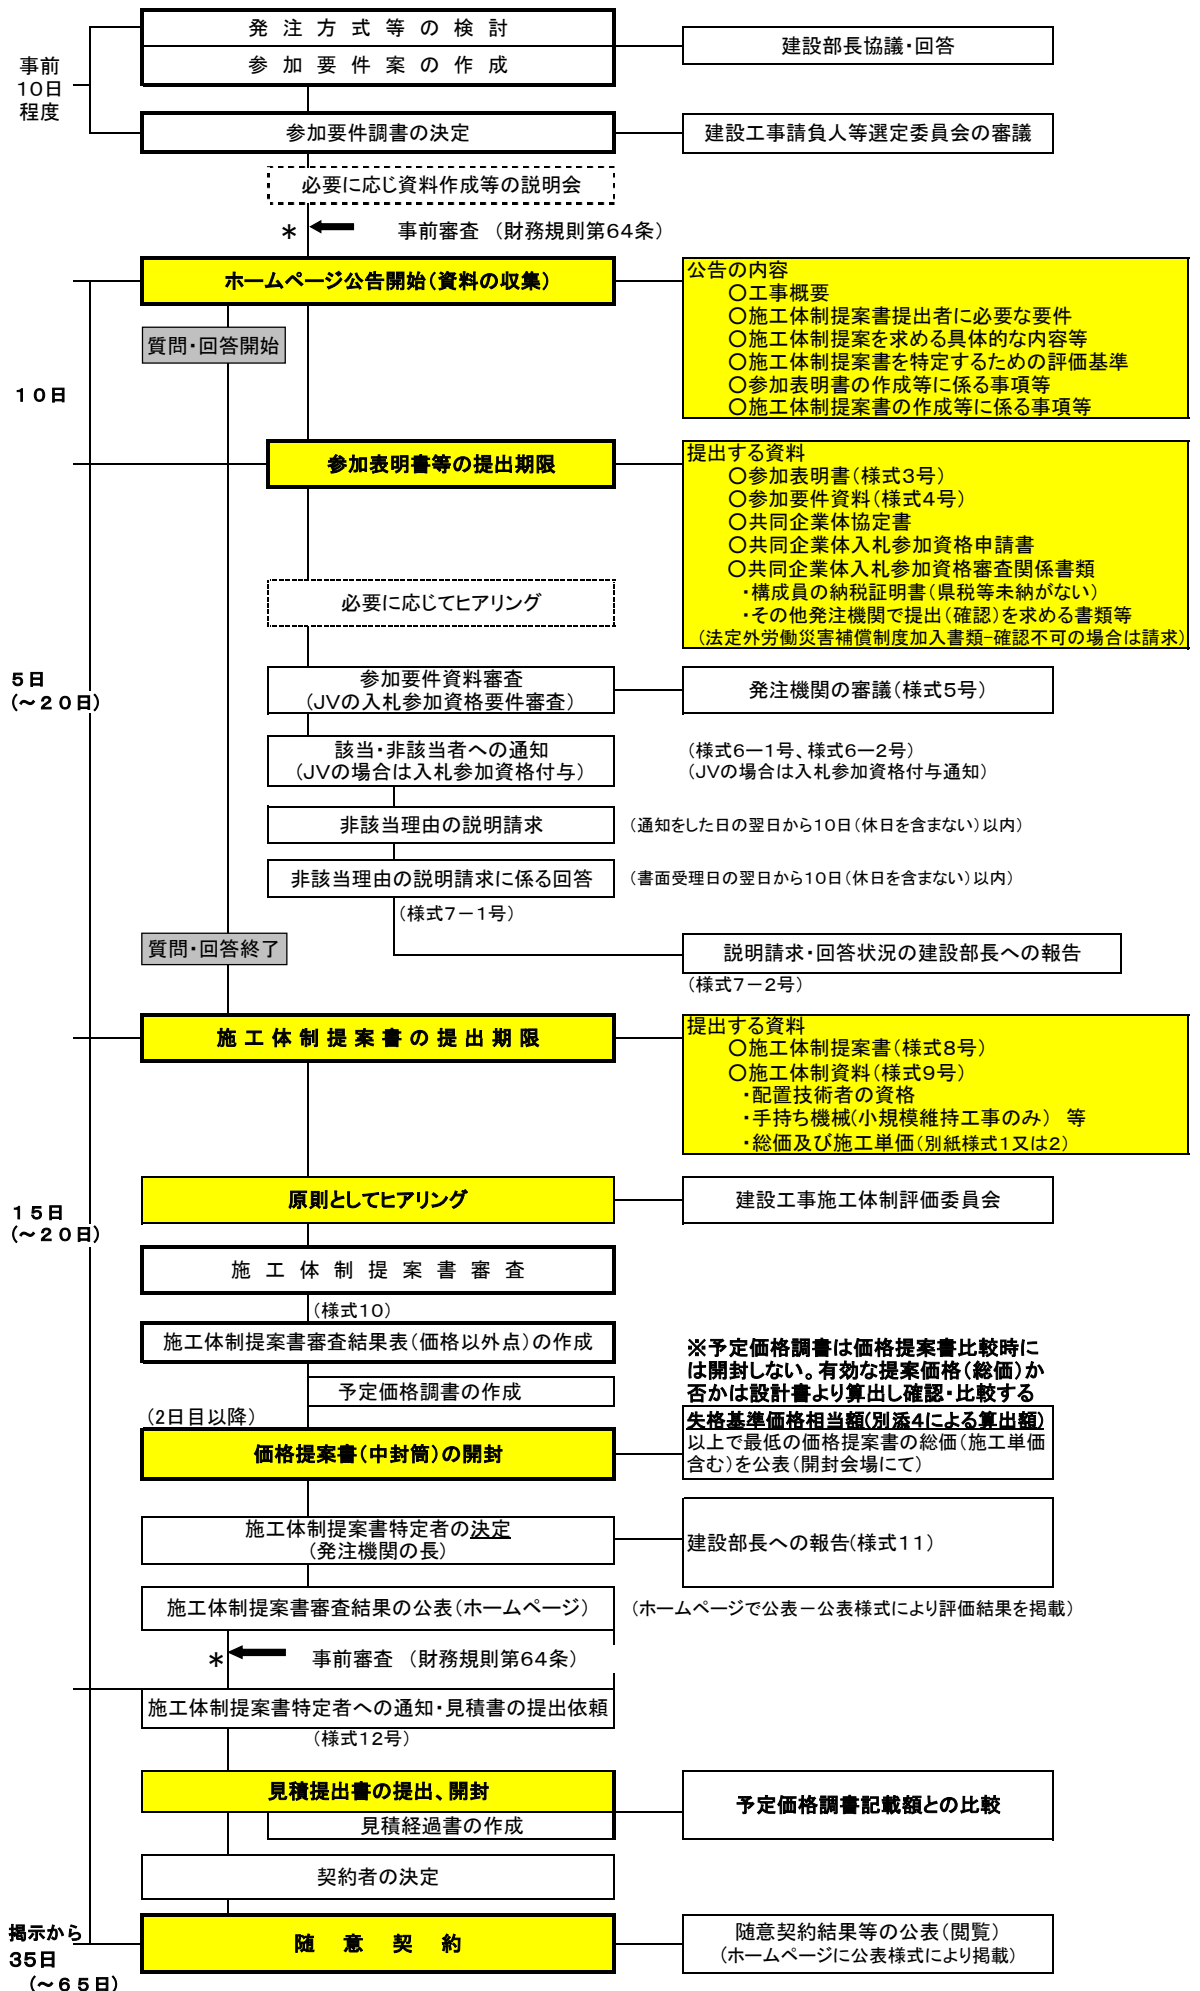 発注方式等の検討
参加要件案の作成
建設部長協議・回答
事前
10日
程度
参加要件調書の決定
建設工事請負人等選定委員会の審議
必要に応じ資料作成等の説明会
＊
事前審査（財務規則第64条）
ホームページ公告開始（資料の収集）
公告の内容
○工事概要
○施工体制提案書提出者に必要な要件
○施工体制提案を求める具体的な内容等
○施工体制提案書を特定するための評価基準
○参加表明書の作成等に係る事項等
○施工体制提案書の作成等に係る事項等
質問・回答開始
１０日
参加表明書等の提出期限
提出する資料
○参加表明書（様式3号）
○参加要件資料（様式4号）
○共同企業体協定書
○共同企業体入札参加資格申請書
○共同企業体入札参加資格審査関係書類
・構成員の納税証明書（県税等未納がない）
・その他発注機関で提出（確認）を求める書類等
（法定外労働災害補償制度加入書類-確認不可の場合は請求）
必要に応じてヒアリング
５日
（～２０日）
参加要件資料審査
（JVの入札参加資格要件審査）
発注機関の審議（様式5号）
該当・非該当者への通知
（JVの場合は入札参加資格付与）
（様式6ー1号、様式6ー2号）
（JVの場合は入札参加資格付与通知）
非該当理由の説明請求
（通知をした日の翌日から10日（休日を含まない）以内）
非該当理由の説明請求に係る回答
（書面受理日の翌日から10日（休日を含まない）以内）
（様式7－1号）
質問・回答終了
説明請求・回答状況の建設部長への報告
（様式7－2号）
施工体制提案書の提出期限
提出する資料
○施工体制提案書（様式8号）
○施工体制資料（様式9号）
・配置技術者の資格
・手持ち機械(小規模維持工事のみ） 等
・総価及び施工単価（別紙様式1又は2）
原則としてヒアリング
建設工事施工体制評価委員会
１５日
（～２０日）
施工体制提案書審査
（様式10）
施工体制提案書審査結果表（価格以外点）の作成
※予定価格調書は価格提案書比較時に
は開封しない。有効な提案価格（総価）か
否かは設計書より算出し確認・比較する
予定価格調書の作成
（2日目以降）
価格提案書（中封筒）の開封
失格基準価格相当額（別添4による算出額）
以上で最低の価格提案書の総価（施工単価
含む）を公表（開封会場にて）
施工体制提案書特定者の決定
（発注機関の長）
建設部長への報告(様式11）
施工体制提案書審査結果の公表（ホームページ）
（ホームページで公表－公表様式により評価結果を掲載）
＊
事前審査（財務規則第64条）
施工体制提案書特定者への通知・見積書の提出依頼
（様式12号）
見積提出書の提出、開封
予定価格調書記載額との比較
見積経過書の作成
契約者の決定
掲示から
35日
（～６５日）
随意契約
随意契約結果等の公表（閲覧）
（ホームページに公表様式により掲載）